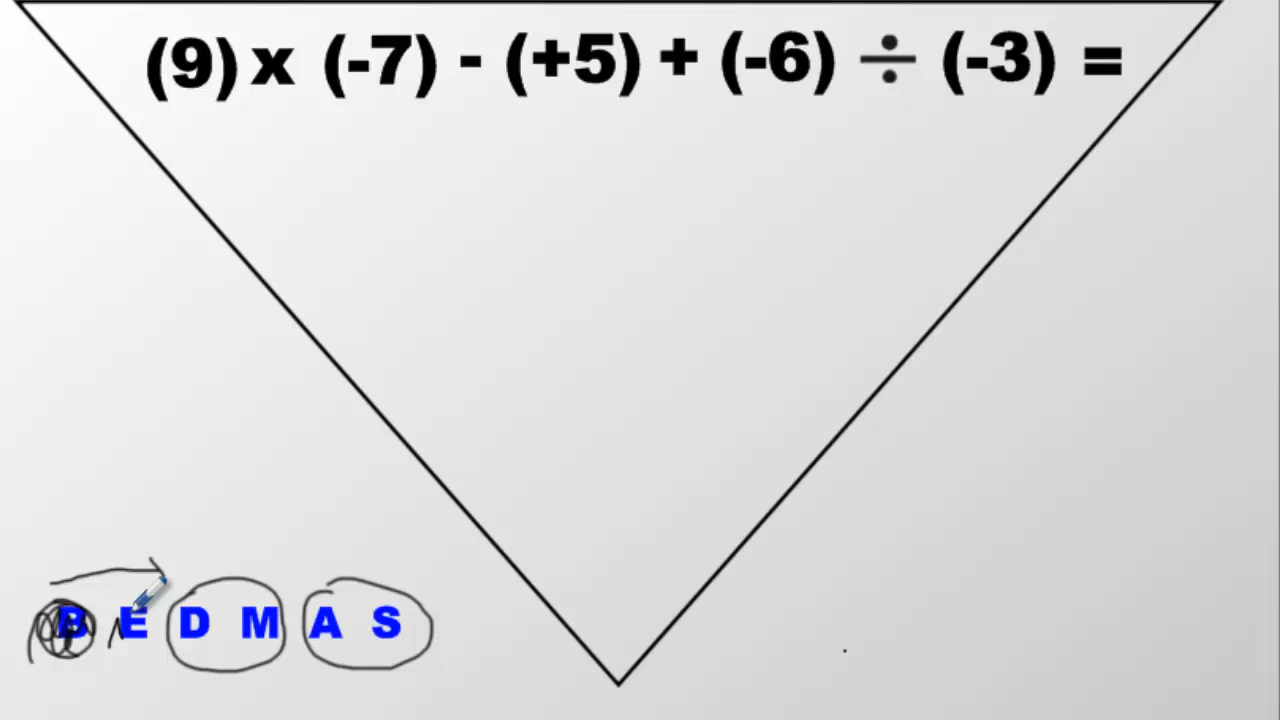 (9) x (-7) - (+5) + (-6) ÷ (-3) =
B E D M A S